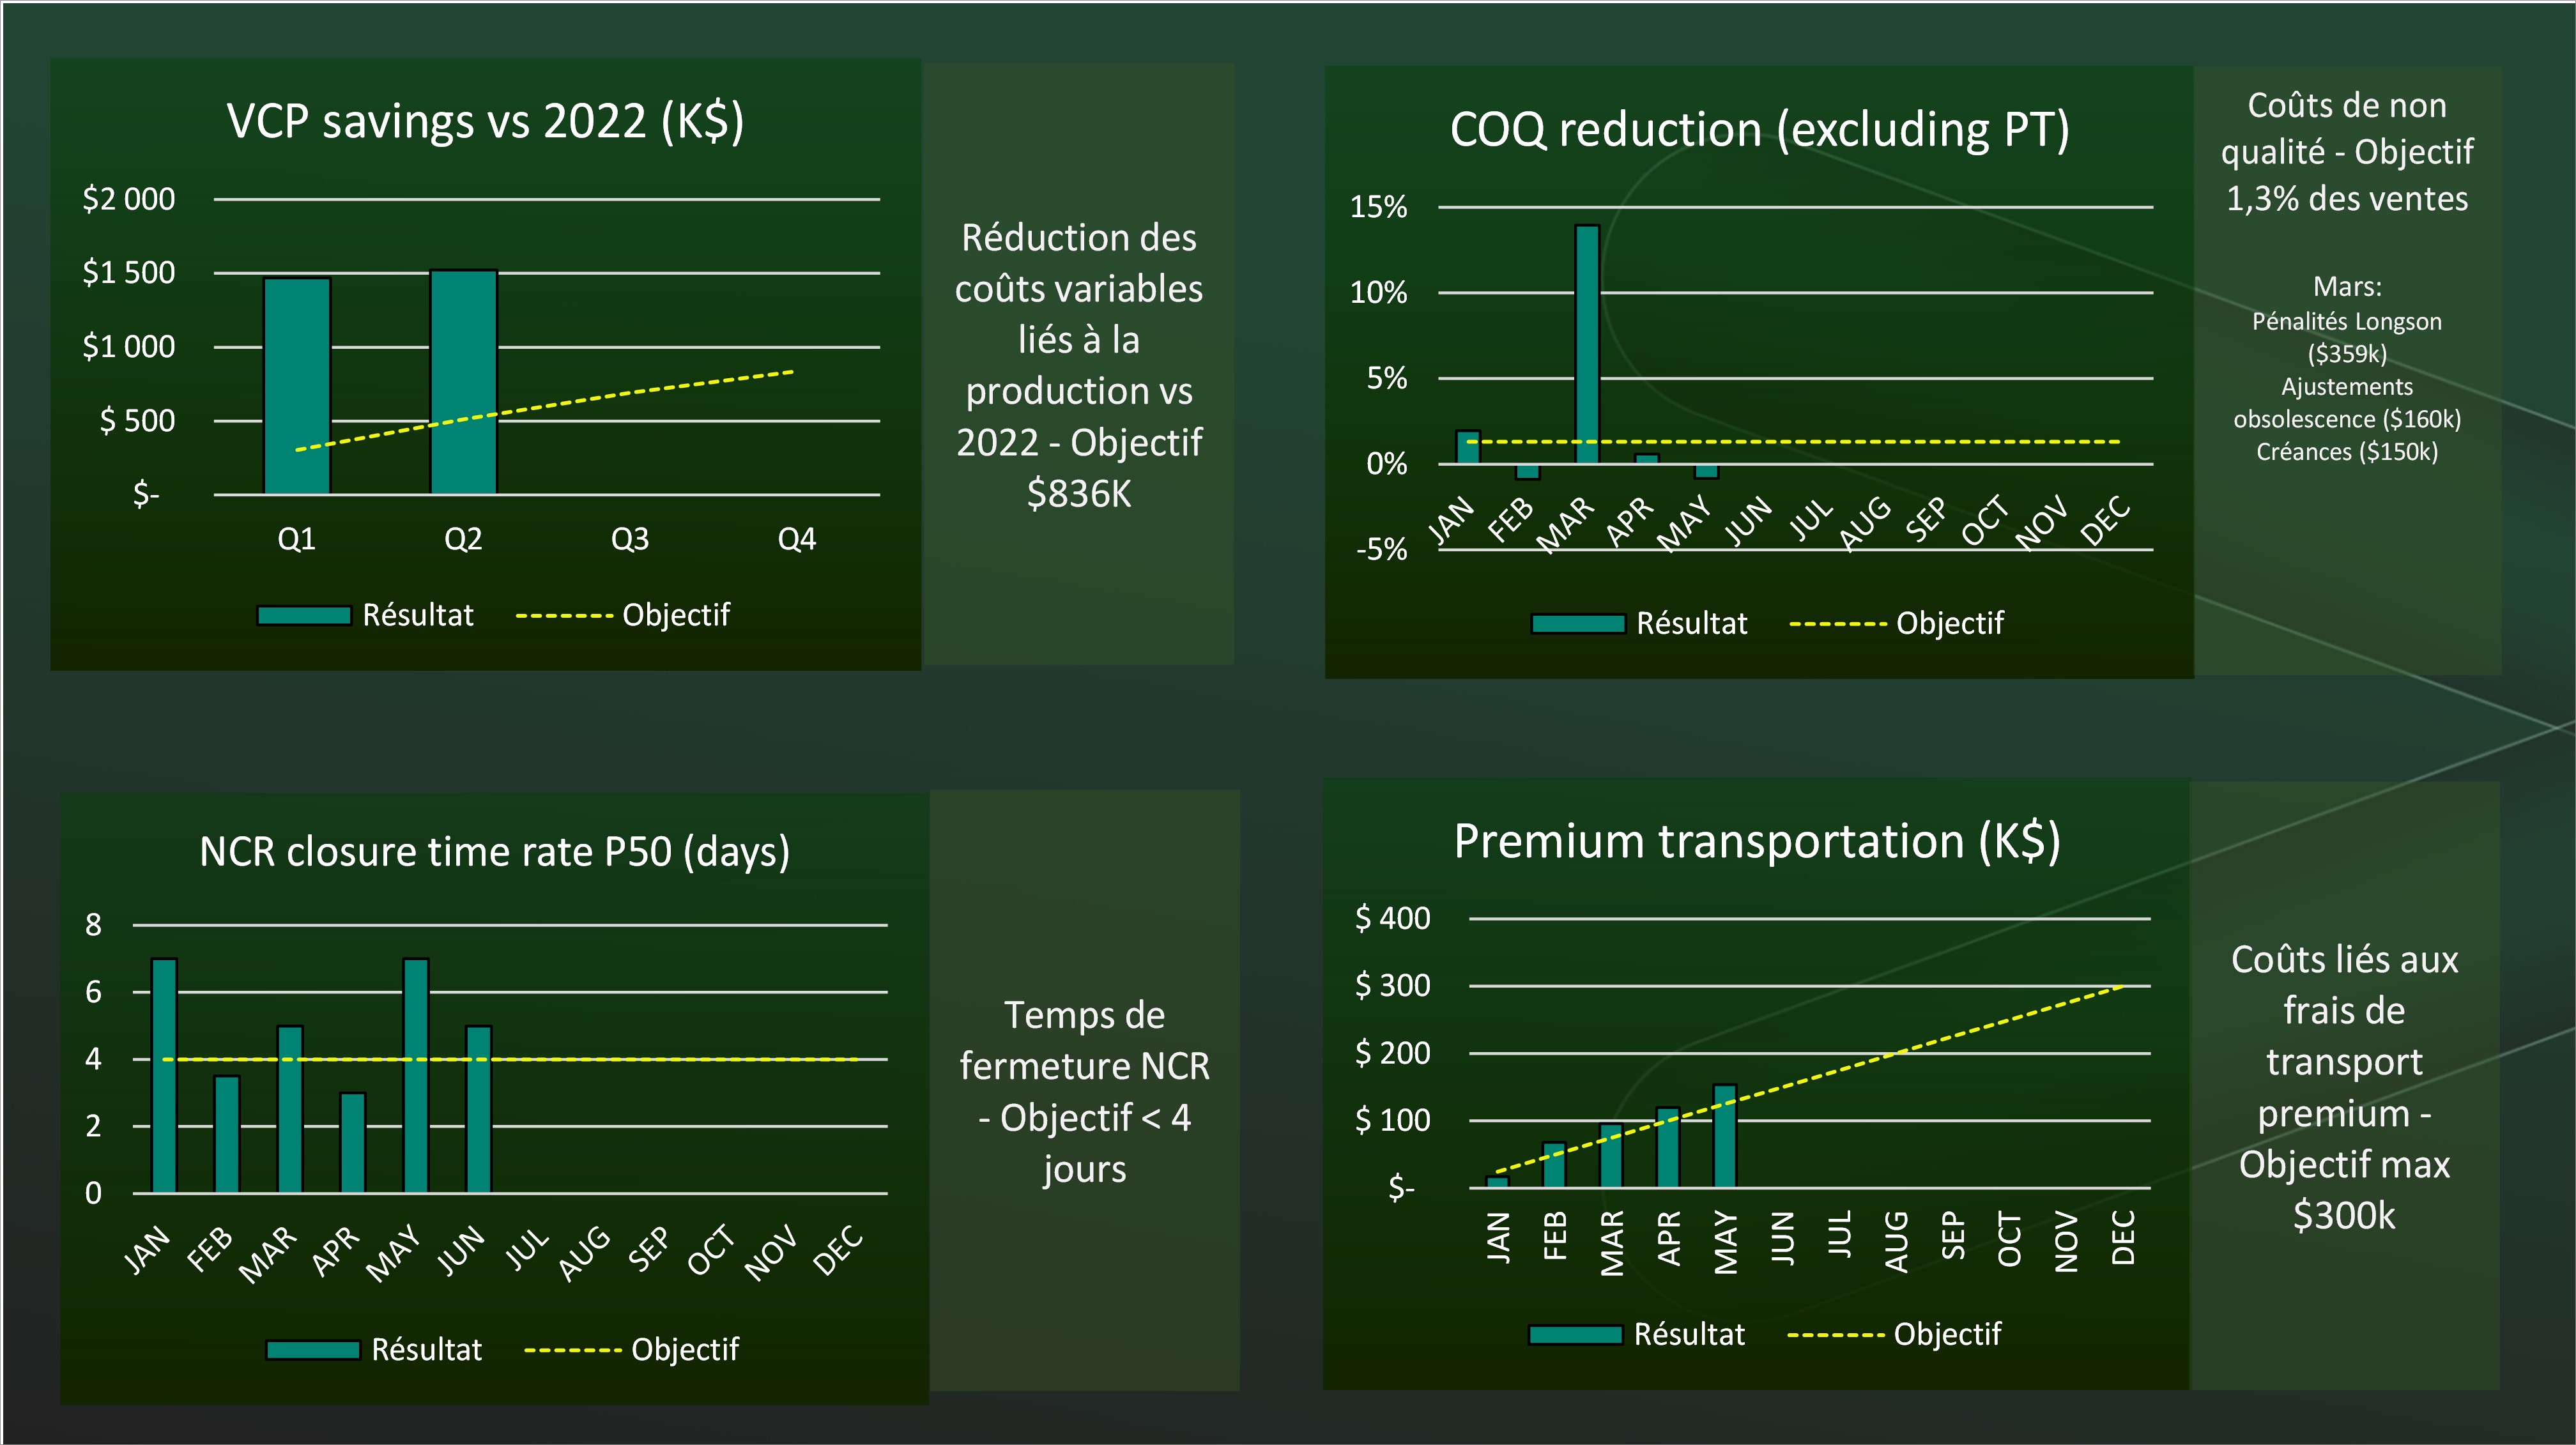 VCP savings vs 2022 (K$)
$2 000
$1 500
$1 000
$ 500
$-
Q1 Q2 Q3 Q4
Résultat Objectif
Réduction des
coûts variables
liés à la
production vs
2022 - Objectif
$836K
COQ reduction (excluding PT)
15%
10%
5%
0%
-5%
JAN FEB MAR APR MAY JUN JUL AUG SEP OCT NOV DEC
Résultat Objectif
Coûts de non
qualité - Objectif
1,3% des ventes
Mars:
Pénalités Longson
($359k)
Ajustements
obsolescence ($160k)
Créances ($150k)
NCR closure time rate P50 (days)
8
6
4
2
0
JAN FEB MAR APR MAY JUN JUL AUG SEP OCT NOV DEC
Résultat Objectif
Temps de
fermeture NCR
- Objectif < 4
jours
Premium transportation (K$)
$ 400
$ 300
$ 200
$ 100
$-
JAN FEB MAR APR MAY JUN JUL AUG SEP OCT NOV DEC
Résultat Objectif
Coûts liés aux
frais de
transport
premium -
Objectif max
$300k